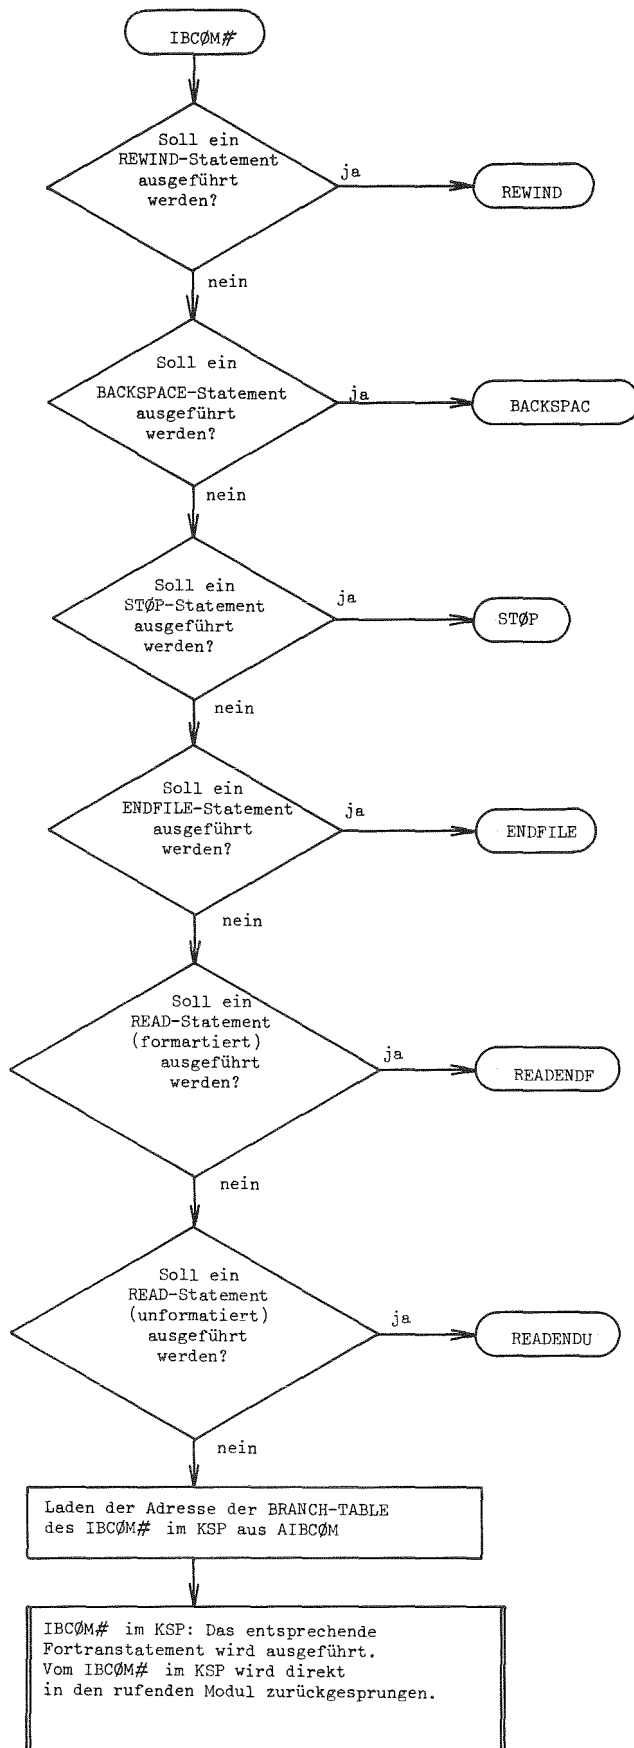 IBCØM#
Soll ein
REWIND-Statement
ausgeführt
werden?
ja
REWIND
nein
Soll ein
BACKSPACE-Statement
ausgeführt
werden?
ja
BACKSPAC
nein
Soll ein
STØP-Statement
ausgeführt
werden?
ja
STØP
nein
Soll ein
ENDFILE-Statement
ausgeführt
werden?
ja
ENDFILE
nein
Soll ein
READ-Statement
(formartiert)
ausgeführt
werden?
ja
READENDF
nein
Soll ein
READ-Statement
(unformatiert)
ausgeführt
werden?
ja
READENDU
nein
Laden der Adresse der BRANCH-TABLE
des IBCØM# im KSP aus AIBCØM
IBCØM# im KSP: Das entsprechende
Fortranstatement wird ausgeführt.
Vom IBCØM# im KSP wird direkt
in den rufenden Modul zurückgesprungen.